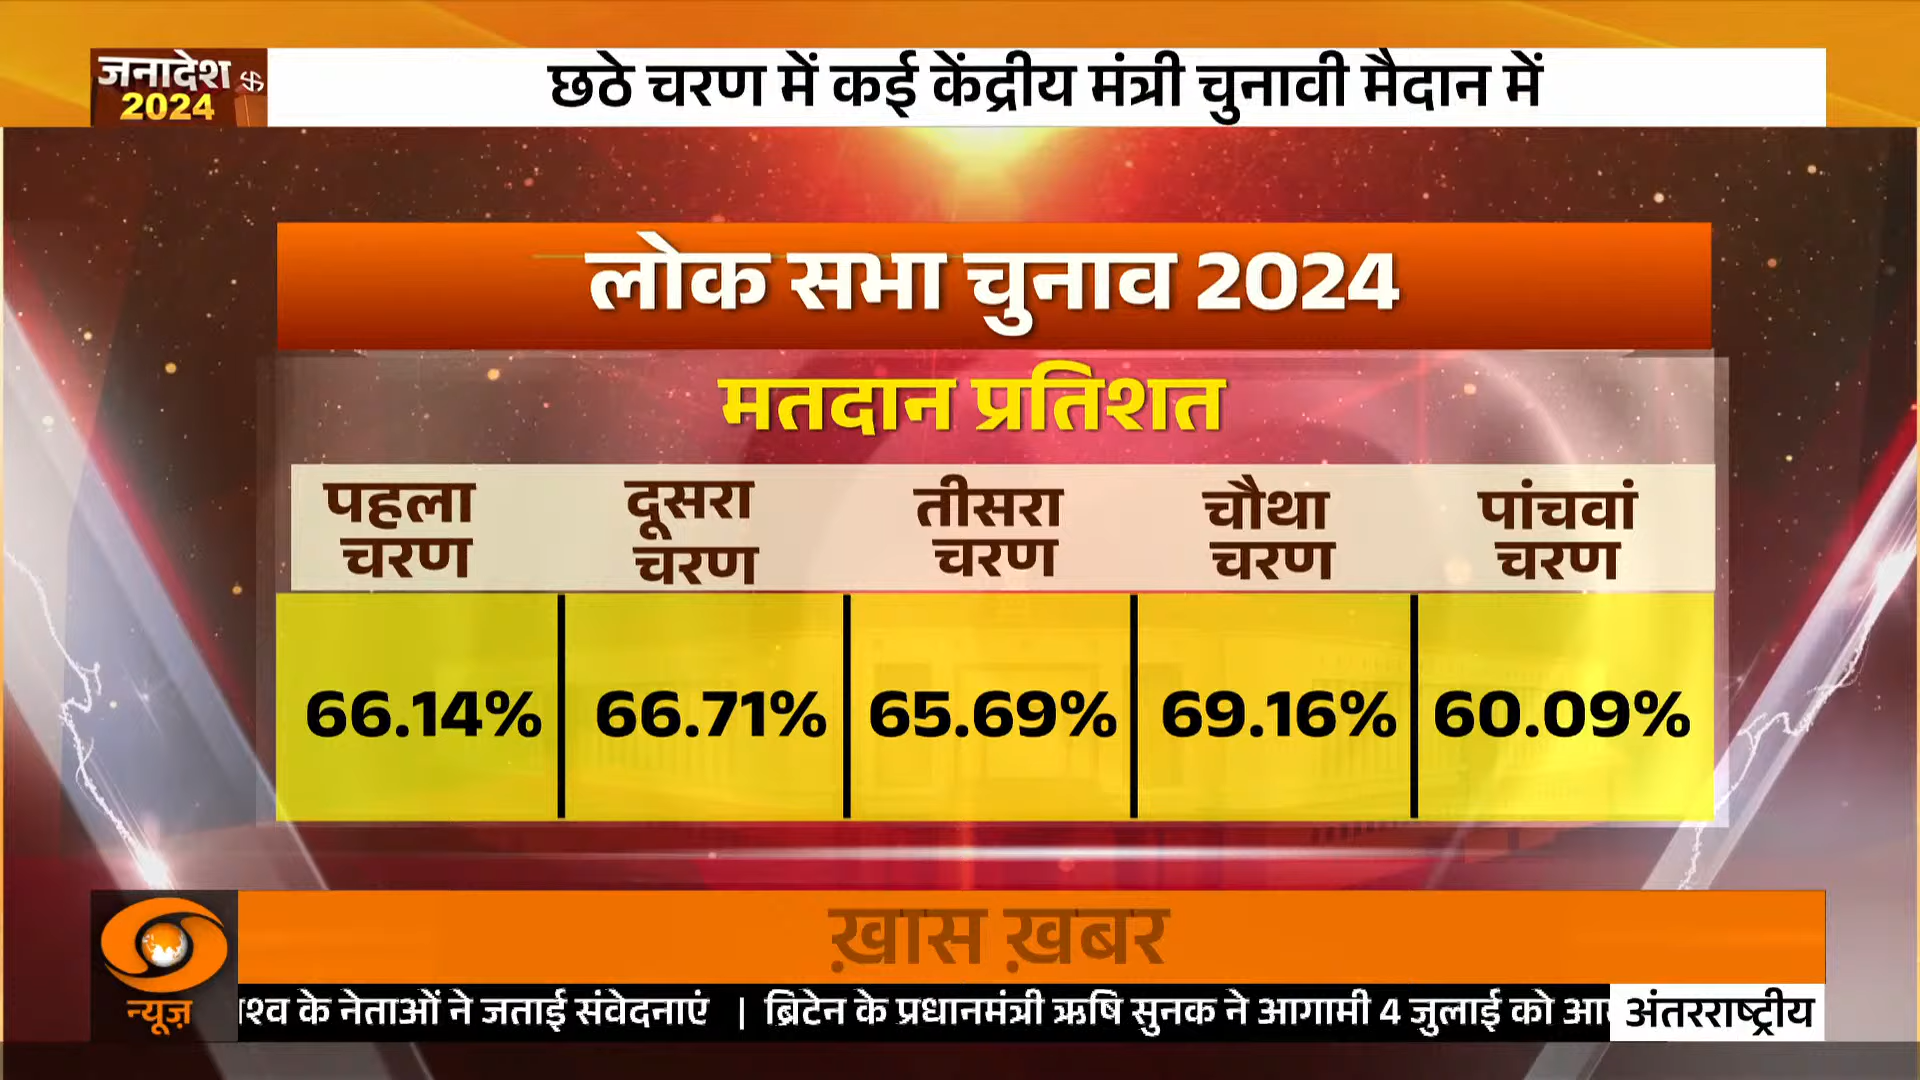 जनादेश
2024
छठे चरण में कई केंद्रीय मंत्री चुनावी मैदान में
लोक सभा चुनाव 2024
मतदान प्रतिशत
पहला चरण
दूसरा चरण
तीसरा चरण
चौथा चरण
पांचवां चरण
66.14% 66.71% 65.69% 69.16% 60.09%
ख़ास ख़बर
न्यूज़
के नेताओं ने जताई संवेदनाएं | ब्रिटेन के प्रधानमंत्री ऋषि सुनक ने आगामी 4 जुलाई को
अंतरराष्ट्रीय